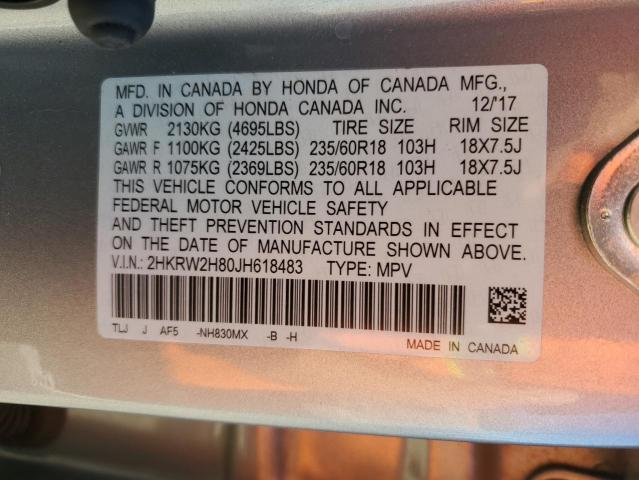 MFD. IN CANADA BY HONDA OF CANADA MFG.,
A DIVISION OF HONDA CANADA INC. 12/'17
GVWR 2130KG (4695LBS) TIRE SIZE RIM SIZE
GAWR F 1100KG (2425LBS) 235/60R18 103H 18X7.5J
GAWR R 1075KG (2369LBS) 235/60R18 103H 18X7.5J
THIS VEHICLE CONFORMS TO ALL APPLICABLE
FEDERAL MOTOR VEHICLE SAFETY
AND THEFT PREVENTION STANDARDS IN EFFECT
ON THE DATE OF MANUFACTURE SHOWN ABOVE.
V.I.N.: 2HKRW2H80JH618483 TYPE: MPV
TLJ J AF5 -NH830MX -B -H
MADE IN CANADA